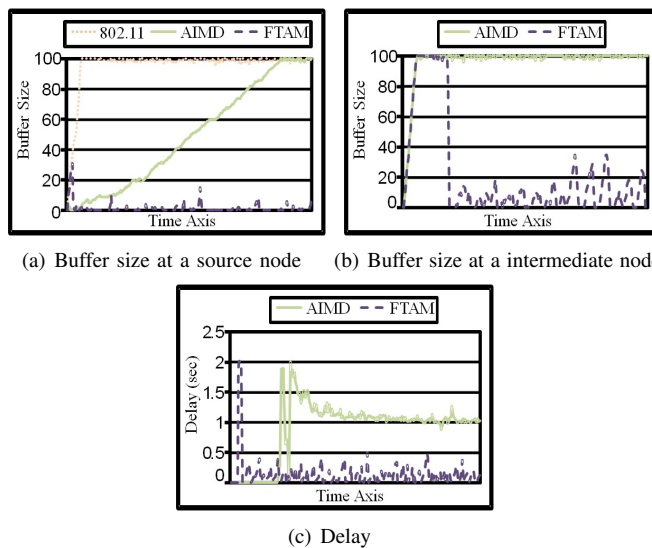 802.11 AIMD FTAM
100
80
60
40
20
0
Buffer Size
Time Axis
(a) Buffer size at a source node
AIMD FTAM
100
80
60
40
20
0
Buffer Size
Time Axis
(b) Buffer size at a intermediate node
AIMD FTAM
2.5
2
1.5
1
0.5
0
Delay (sec)
Time Axis
(c) Delay